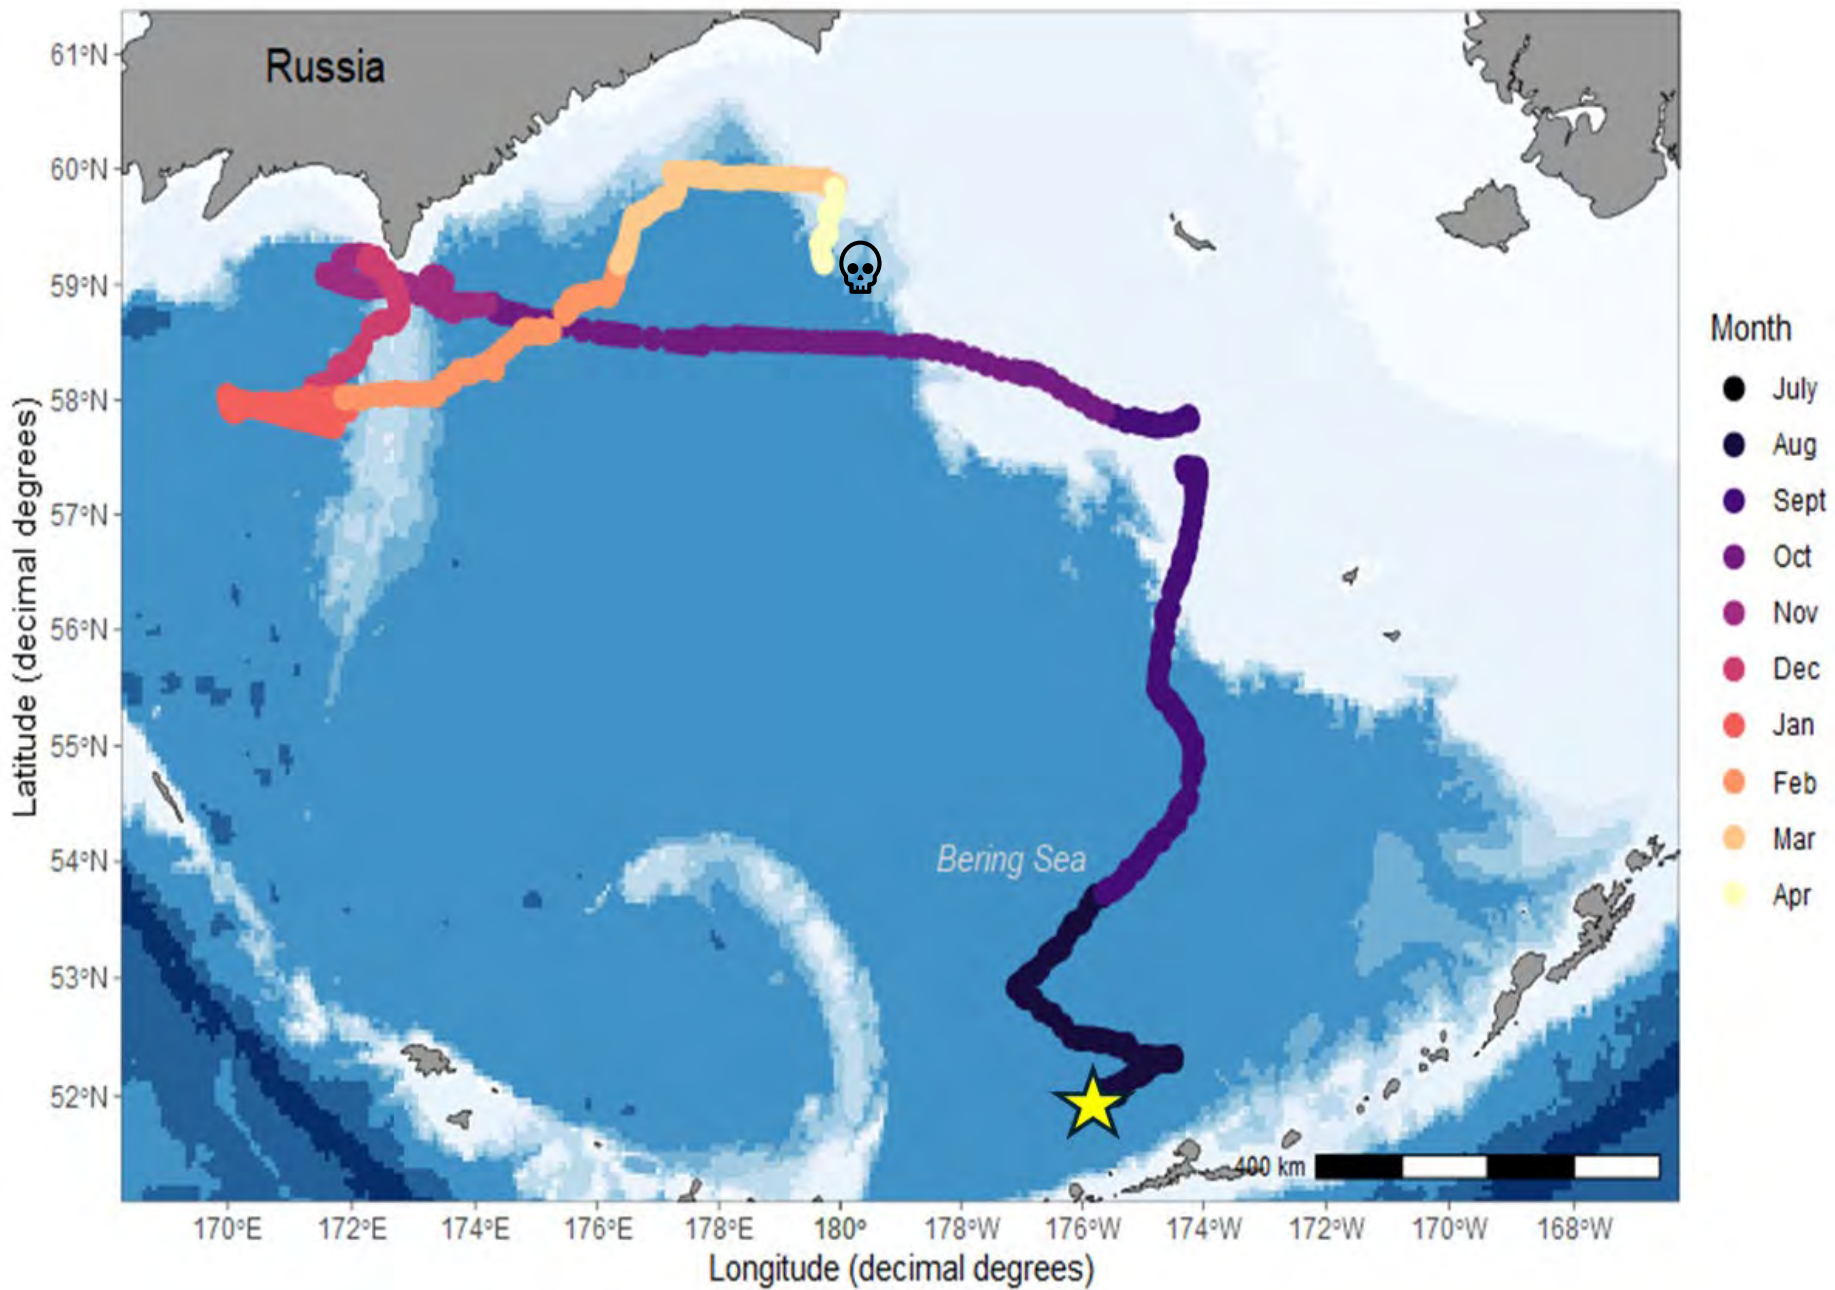 61°N
60°N
59°N
58°N
57°N
56°N
55°N
54°N
53°N
52°N
Latitude (decimal degrees)
Russia
Bering Sea
400 km
170°E 172°E 174°E 176°E 178°E 180° 178°W 176°W 174°W 172°W 170°W 168°W
Longitude (decimal degrees)
Month
July
Aug
Sept
Oct
Nov
Dec
Jan
Feb
Mar
Apr